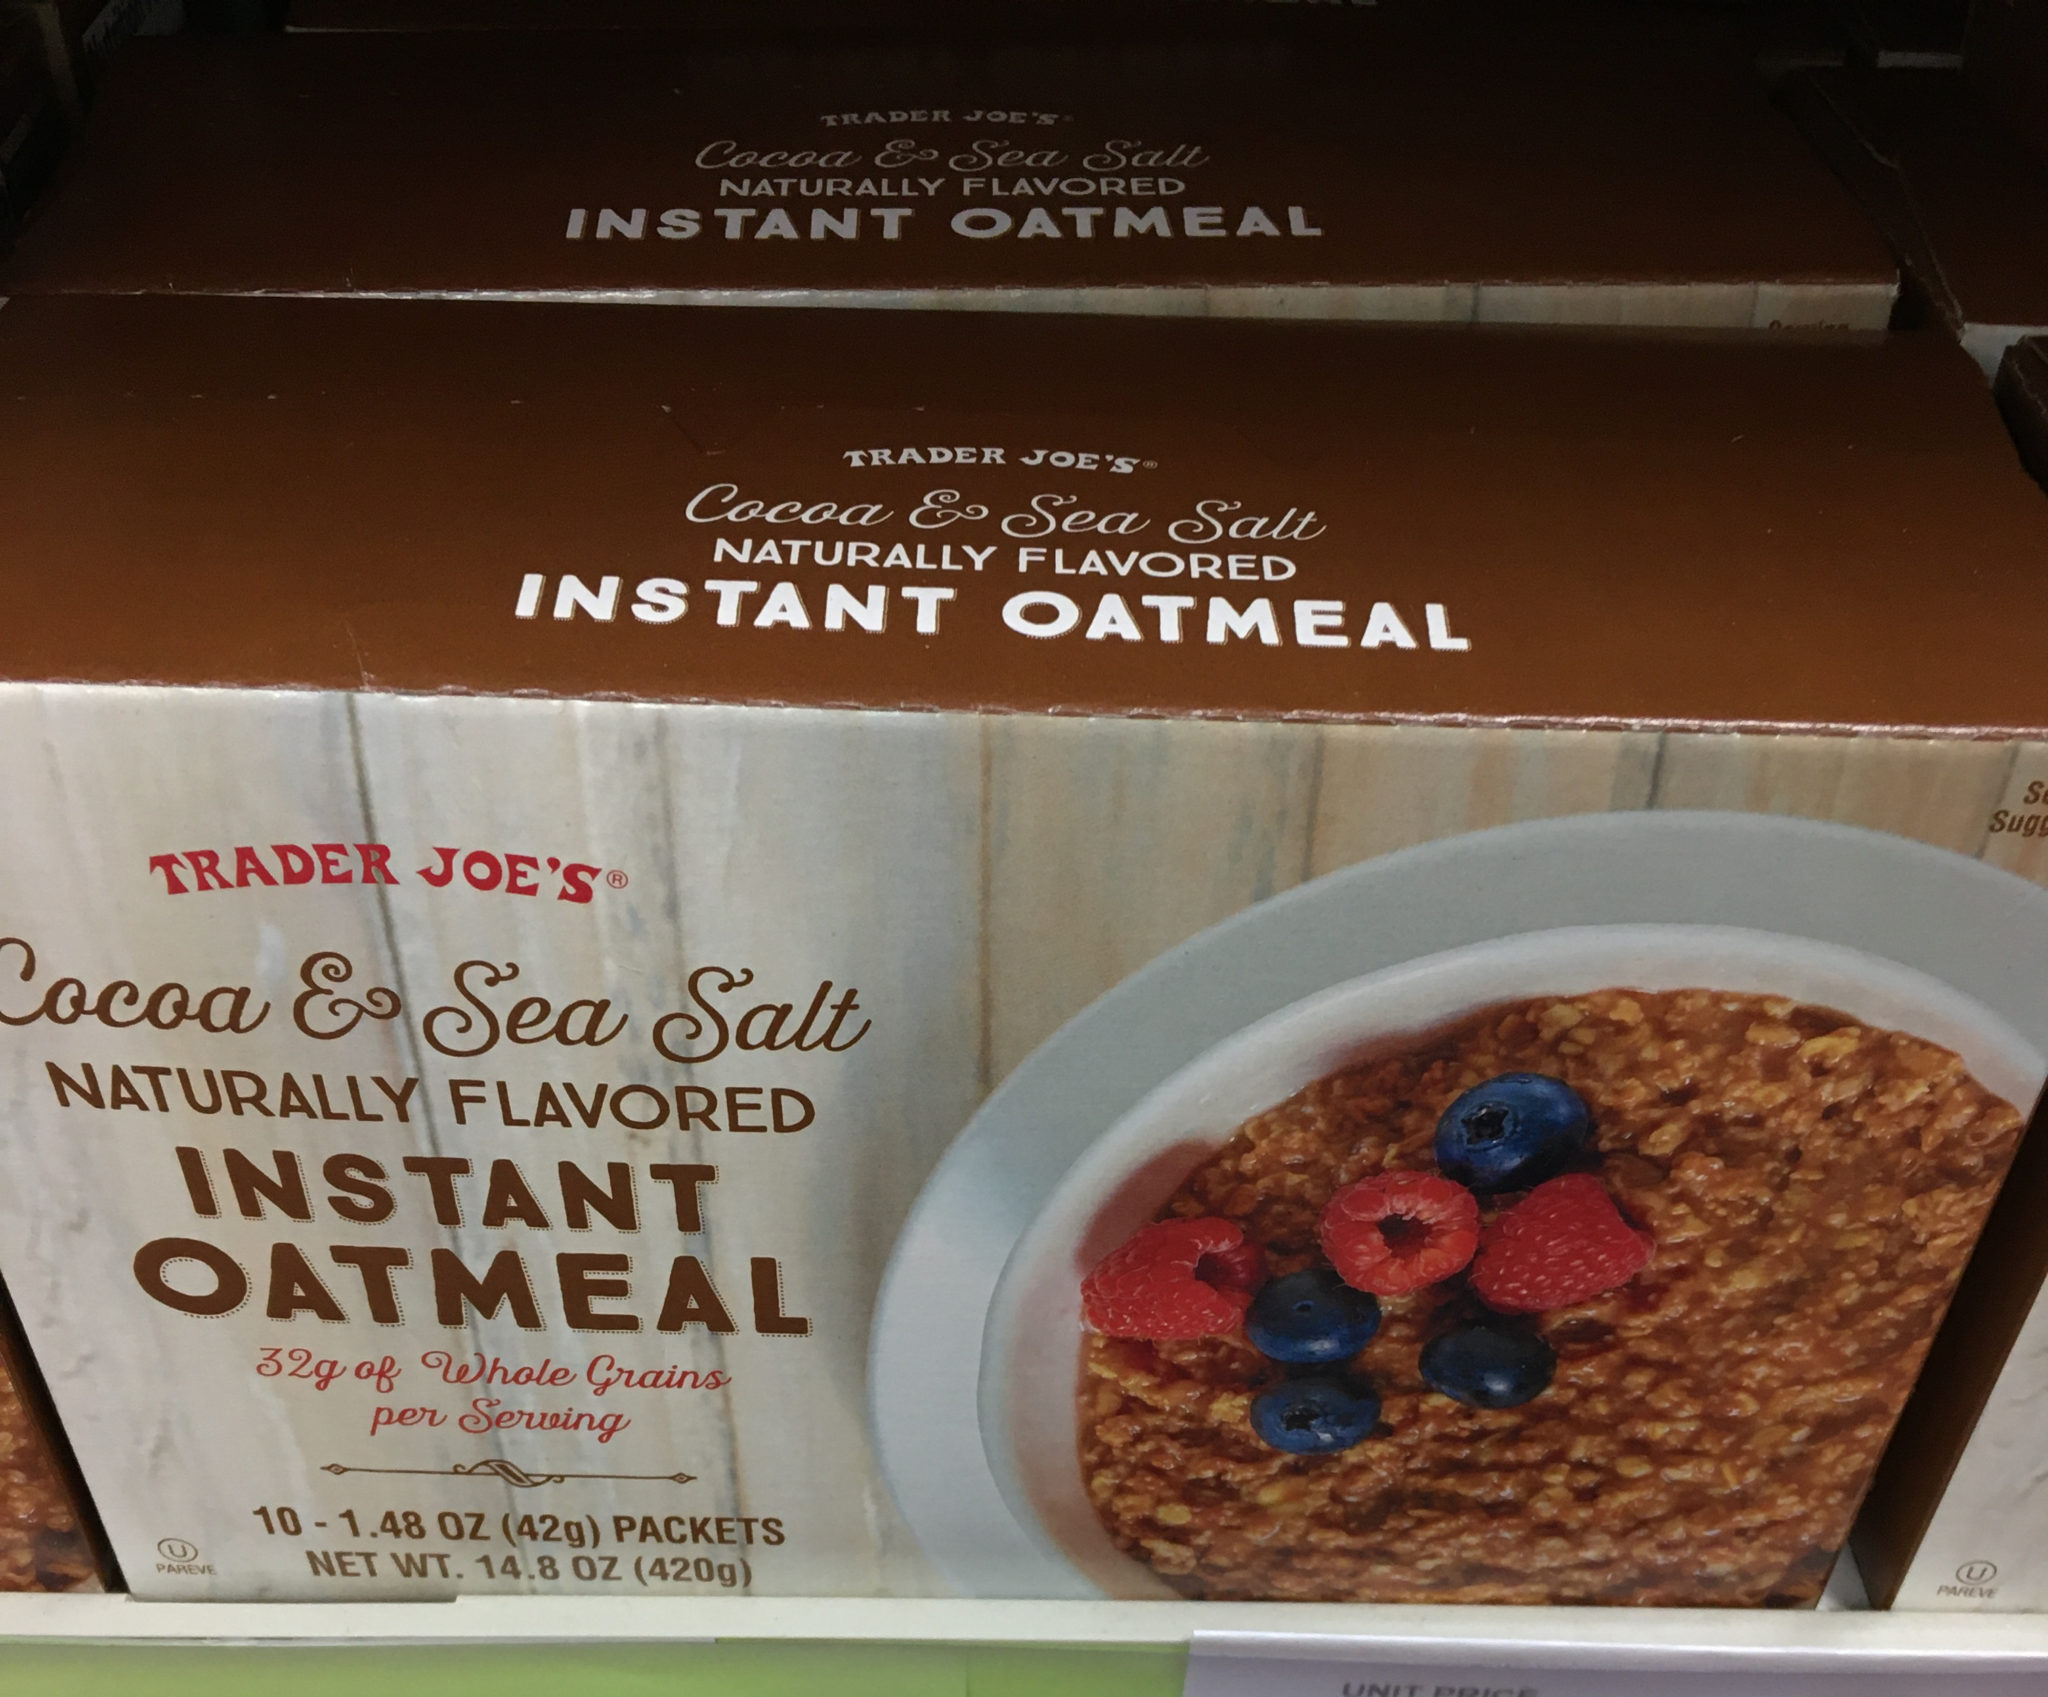 TRADER JOE'S
Cocoa & Sea Salt
NATURALLY FLAVORED
INSTANT OATMEAL
TRADER JOE'S®
Cocoa & Sea Salt
NATURALLY FLAVORED
INSTANT OATMEAL
TRADER JOE'S®
Cocoa & Sea Salt
NATURALLY FLAVORED
INSTANT
OATMEAL
32g of Whole Grains
per Serving
10 - 1.48 OZ (42g) PACKETS
NET WT. 14.8 OZ (420g)
U
PAREVE
U
PAREVE
UNIT PRICE